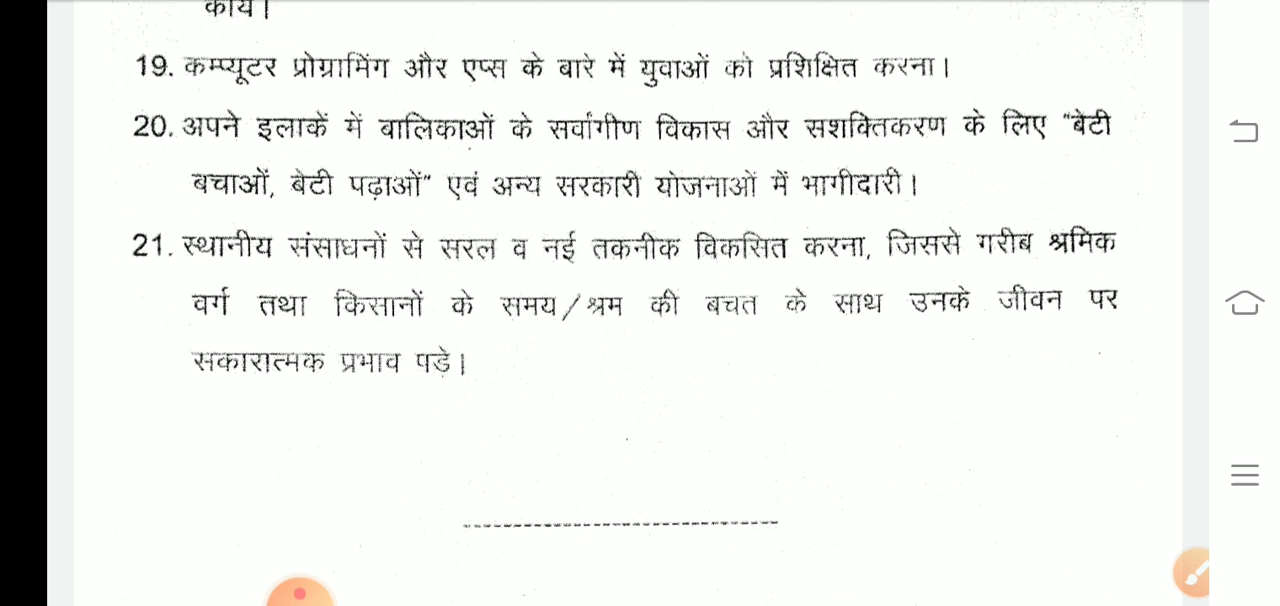 कार्य।
19. कम्प्यूटर प्रोग्रामिंग और एप्स के बारे में युवाओं को प्रशिक्षित करना।
20. अपने इलाकें में बालिकाओं के सर्वांगीण विकास और सशक्तिकरण के लिए "बेटी
बचाओं, बेटी पढ़ाओं" एवं अन्य सरकारी योजनाओं में भागीदारी।
21. स्थानीय संसाधनों से सरल व नई तकनीक विकसित करना, जिससे गरीब श्रमिक
वर्ग तथा किसानों के समय/श्रम की बचत के साथ उनके जीवन पर
सकारात्मक प्रभाव पड़े।